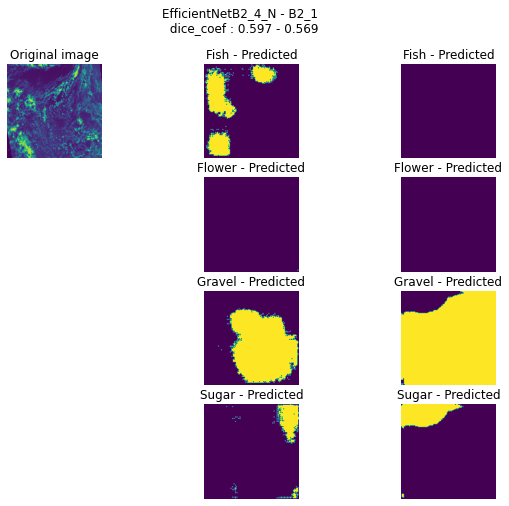 EfficientNetB2_4_N - B2_1
dice_coef : 0.597 - 0.569
Original image
Fish - Predicted
Fish - Predicted
Flower - Predicted
Flower - Predicted
Gravel - Predicted
Gravel - Predicted
Sugar - Predicted
Sugar - Predicted